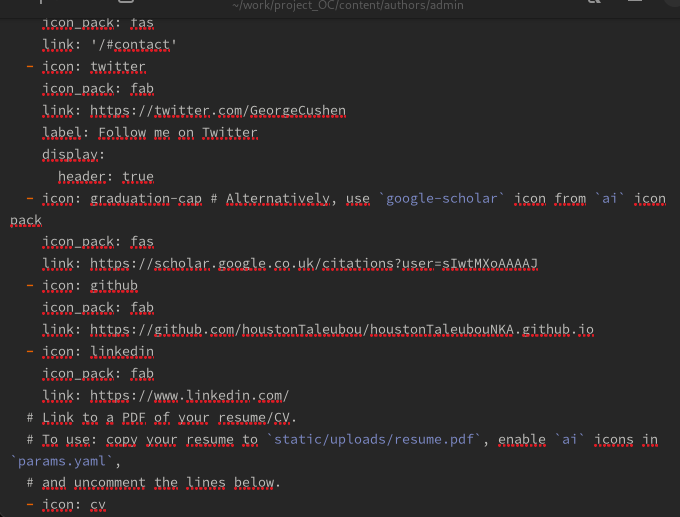 ~/work/project_OC/content/authors/admin
icon_pack: fas
link: '/#contact'
- icon: twitter
icon_pack: fab
link: https://twitter.com/GeorgeCushen
label: Follow me on Twitter
display:
header: true
- icon: graduation-cap # Alternatively, use `google-scholar` icon from `ai` icon
pack
icon_pack: fas
link: https://scholar.google.co.uk/citations?user=sIwtMXoAAAAJ
- icon: github
icon_pack: fab
link: https://github.com/houstonTaleubou/houstonTaleubouNKA.github.io
- icon: linkedin
icon_pack: fab
link: https://www.linkedin.com/
# Link to a PDF of your resume/CV.
# To use: copy your resume to `static/uploads/resume.pdf`, enable `ai` icons in
`params.yaml`,
# and uncomment the lines below.
- icon: cv